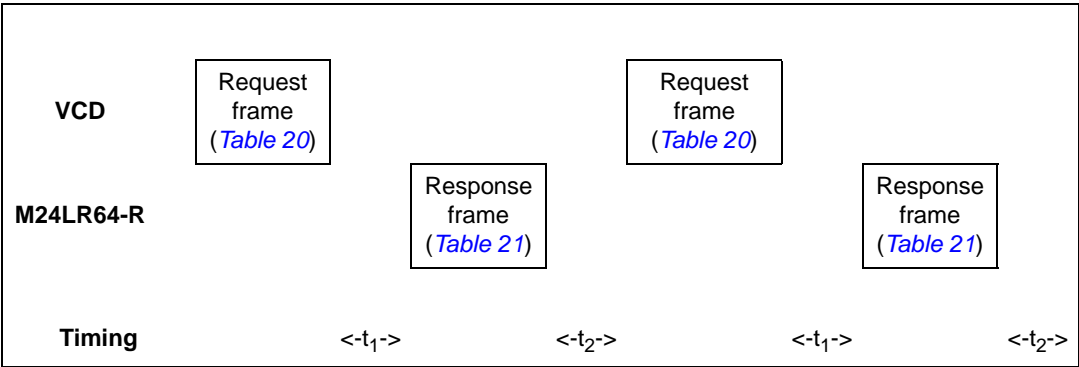 Request
frame
(Table 20)
Request
frame
(Table 20)
VCD
Response
frame
(Table 21)
Response
frame
(Table 21)
M24LR64-R
Timing
<-t1-> <-t2-> <-t1-> <-t2->